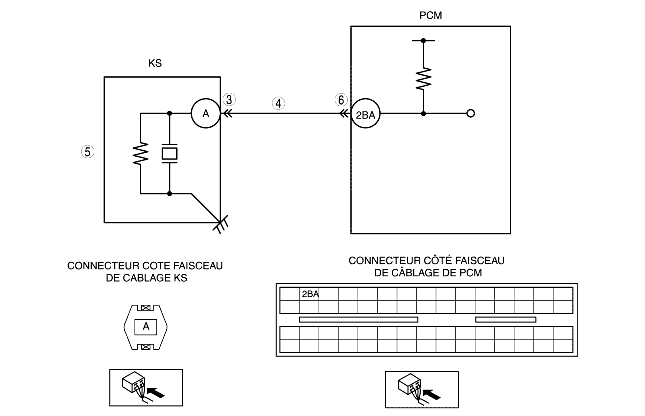 PCM
KS
A
3
4
6
2BA
5
CONNECTEUR COTE FAISCEAU
DE CABLAGE KS
CONNECTEUR CÔTÉ FAISCEAU
DE CÂBLAGE DE PCM
2BA
A